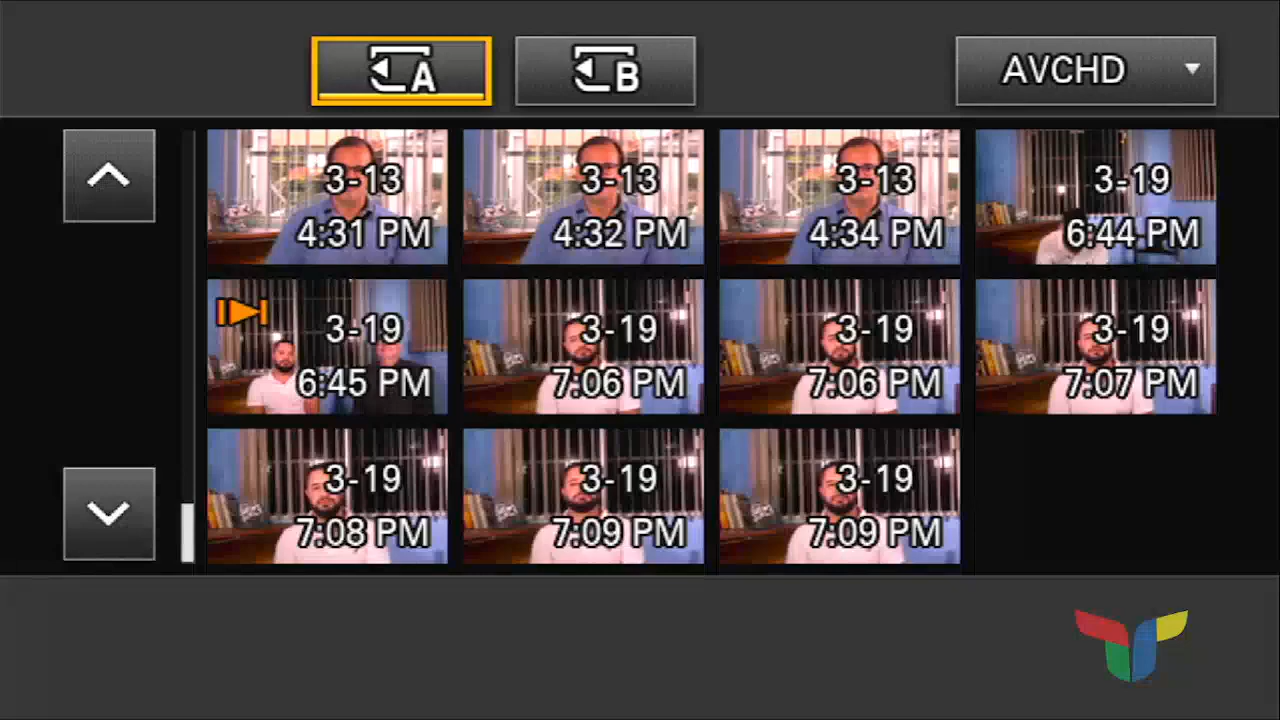 A
B
AVCHD
3-13
4:31 PM
3-13
4:32 PM
3-13
4:34 PM
3-19
6:44 PM
3-19
6:45 PM
3-19
7:06 PM
3-19
7:06 PM
3-19
7:07 PM
3-19
7:08 PM
3-19
7:09 PM
3-19
7:09 PM